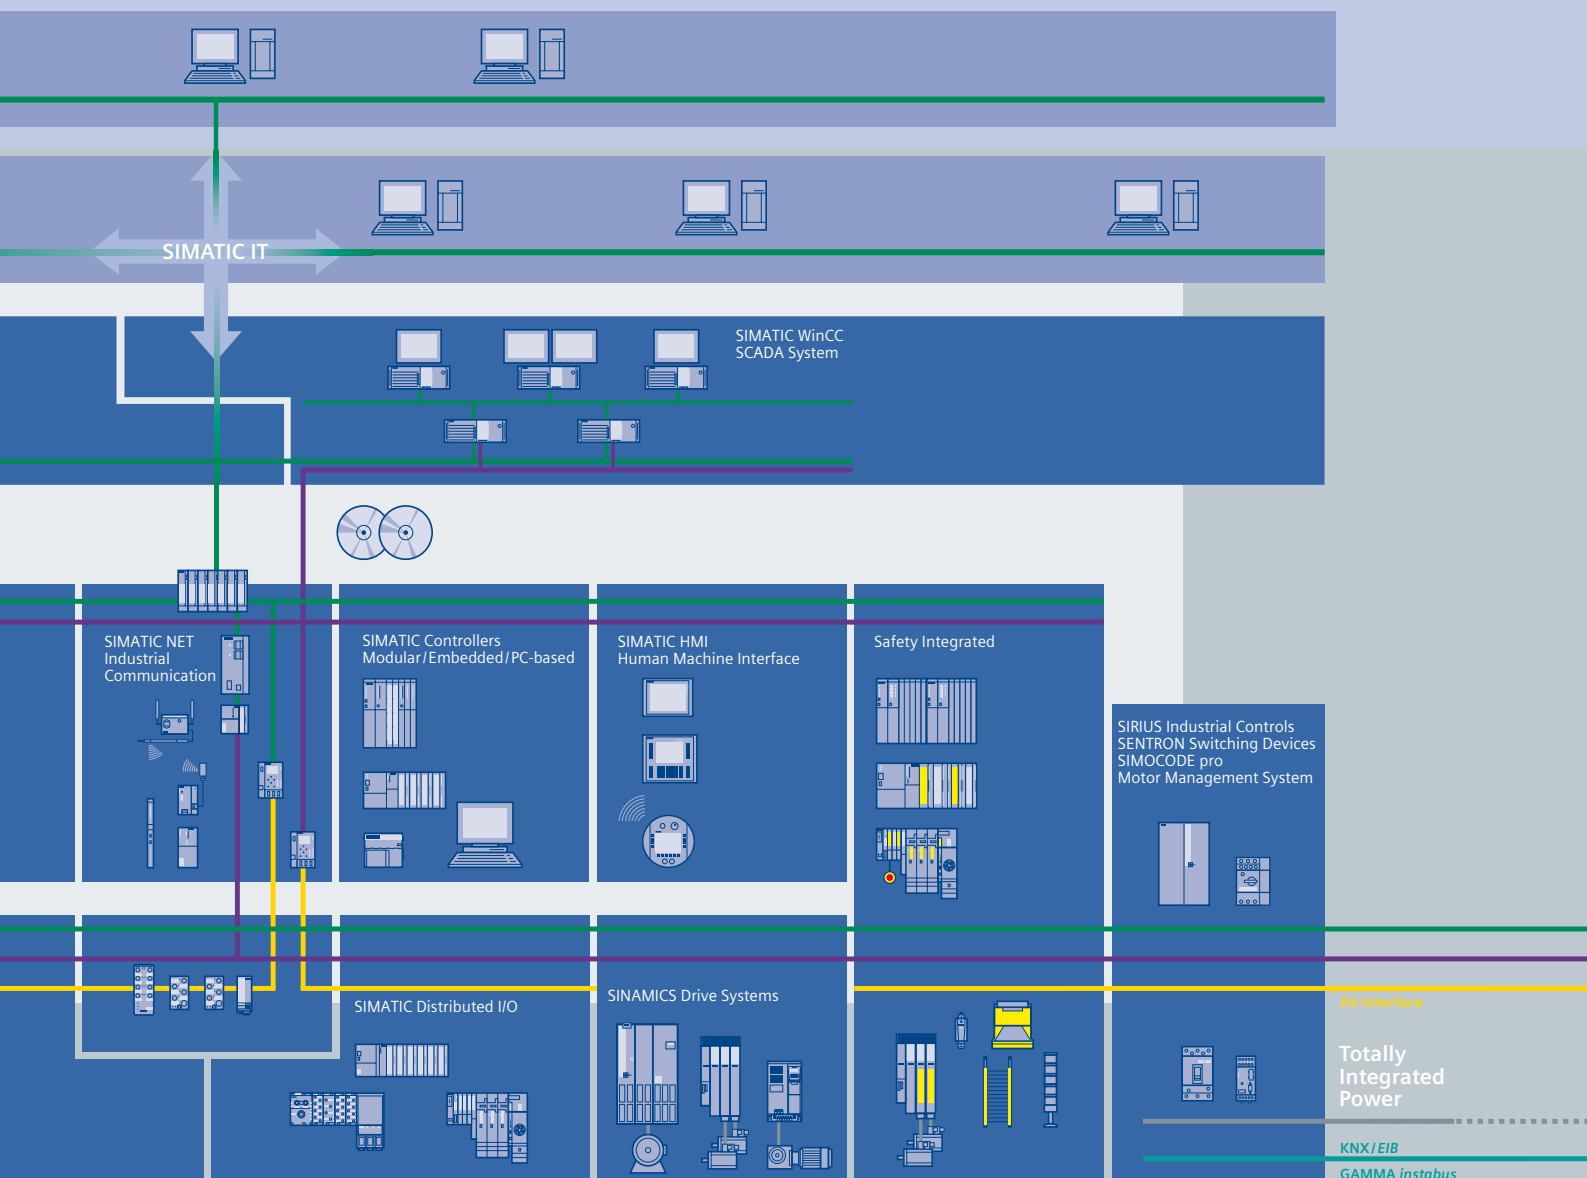 SIMATIC IT
SIMATIC WinCC
SCADA System
SIMATIC NET
Industrial
Communication
SIMATIC Controllers
Modular/Embedded/PC-based
SIMATIC HMI
Human Machine Interface
Safety Integrated
SIRIUS Industrial Controls
SENTRON Switching Devices
SIMOCODE pro
Motor Management System
SIMATIC Distributed I/O
SINAMICS Drive Systems
AS-Interface
Totally
Integrated
Power
KNX/EIB
GAMMA instabus